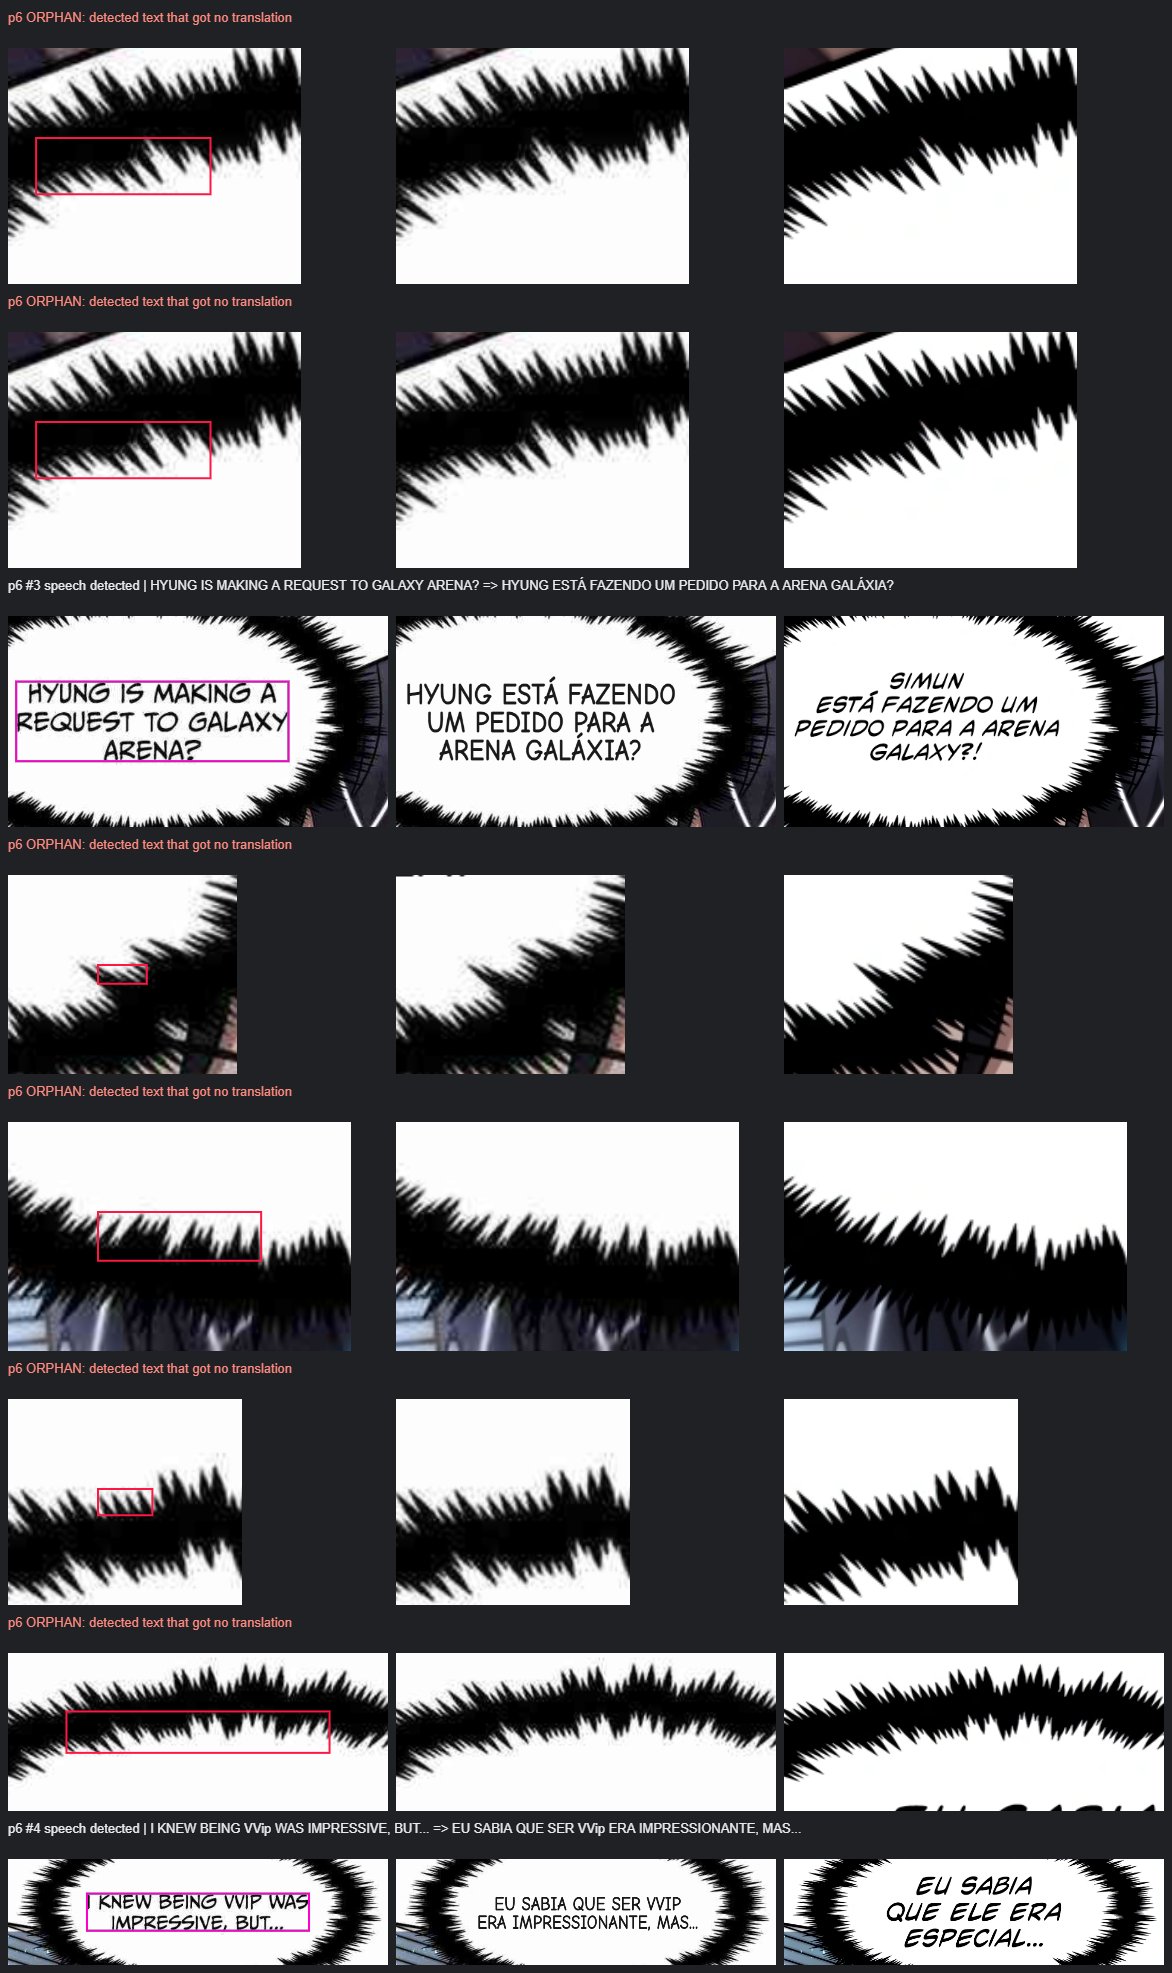 p6 ORPHAN: detected text that got no translation
p6 ORPHAN: detected text that got no translation
p6 #3 speech detected | HYUNG IS MAKING A REQUEST TO GALAXY ARENA? => HYUNG ESTÁ FAZENDO UM PEDIDO PARA A ARENA GALÁXIA?
HYUNG IS MAKING A
REQUEST TO GALAXY
ARENA?
HYUNG ESTÁ FAZENDO
UM PEDIDO PARA A
ARENA GALÁXIA?
SIMUN
ESTÁ FAZENDO UM
PEDIDO PARA A ARENA
GALAXY?!
p6 ORPHAN: detected text that got no translation
p6 ORPHAN: detected text that got no translation
p6 ORPHAN: detected text that got no translation
p6 ORPHAN: detected text that got no translation
p6 #4 speech detected | I KNEW BEING VVip WAS IMPRESSIVE, BUT... => EU SABIA QUE SER VVip ERA IMPRESSIONANTE, MAS...
I KNEW BEING VVIP WAS
IMPRESSIVE, BUT...
EU SABIA QUE SER VVIP
ERA IMPRESSIONANTE, MAS...
EU SABIA
QUE ELE ERA
ESPECIAL...